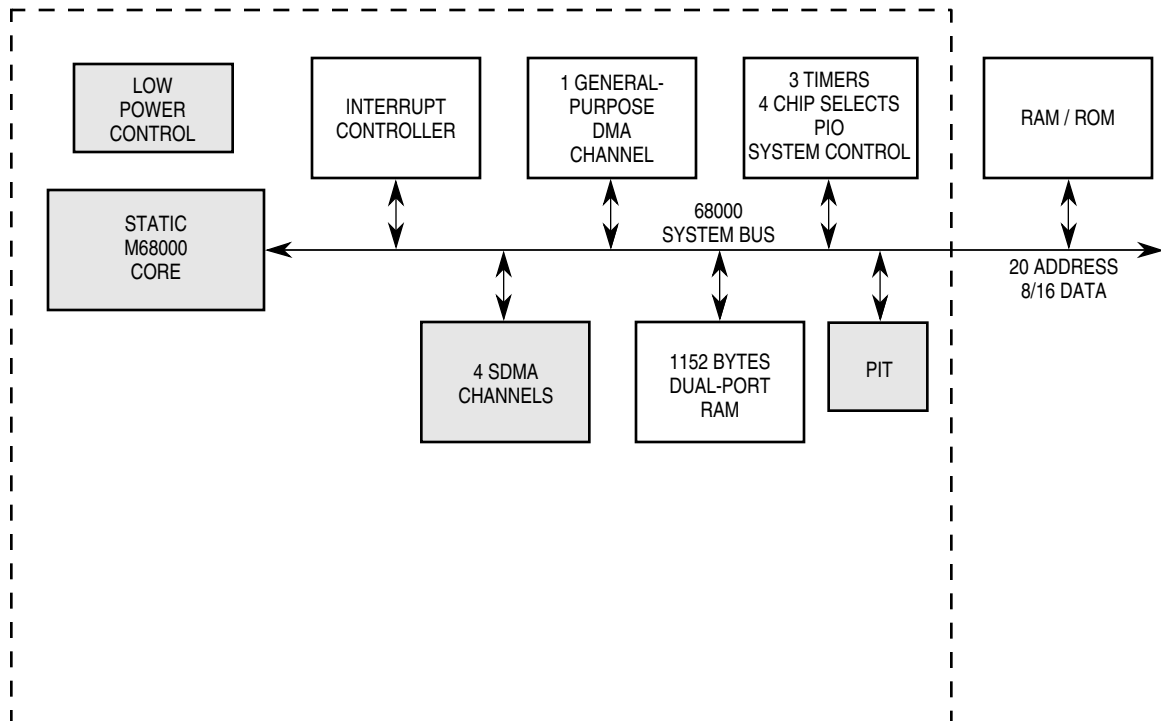 LOW
POWER
CONTROL
INTERRUPT
CONTROLLER
1 GENERAL-
PURPOSE
DMA
CHANNEL
3 TIMERS
4 CHIP SELECTS
PIO
SYSTEM CONTROL
RAM / ROM
STATIC
M68000
CORE
68000
SYSTEM BUS
20 ADDRESS
8/16 DATA
4 SDMA
CHANNELS
1152 BYTES
DUAL-PORT
RAM
PIT